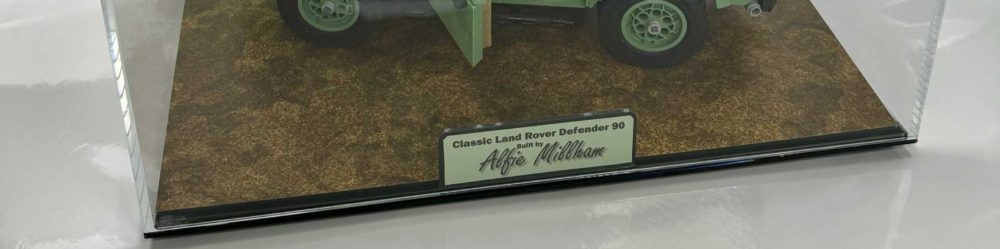 Classic Land Rover Defender 90
Built by
Alfie Millham